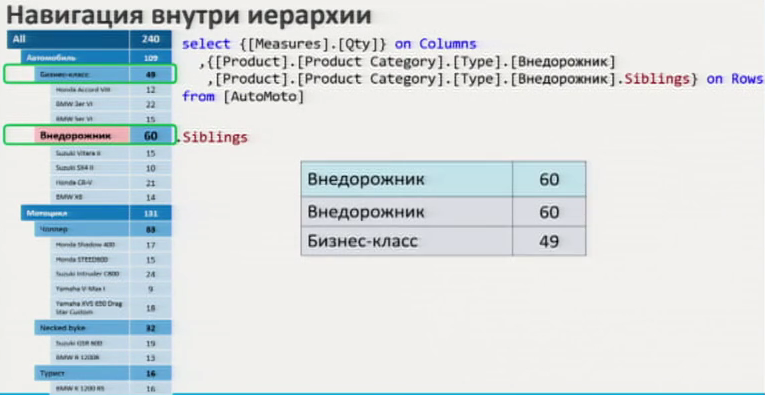 Навигация внутри иерархии
All 240
Автомобиль 109
Бизнес-класс 49
Honda Accord VIII 12
BMW 3er VI 22
BMW 5er VI 15
Внедорожник 60
Suzuki Vitara II 15
Suzuki SX4 II 10
Honda CR-V 21
BMW X6 14
Мотоцикл 131
Чоппер 83
Honda Shadow 400 17
Honda STEED600 15
Suzuki Intruder C800 24
Yamaha V-Max I 9
Yamaha XVS 650 Drag
Star Custom 18
Necked byke 32
Suzuki GSR 600 19
BMW R 1200R 13
Турист 16
BMW K 1200 RS 16
select {[Measures].[Qty]} on Columns
,{[Product].[Product Category].[Type].[Внедорожник]
,[Product].[Product Category].[Type].[Внедорожник].Siblings} on Rows
from [AutoMoto]
.Siblings
Внедорожник 60
Внедорожник 60
Бизнес-класс 49